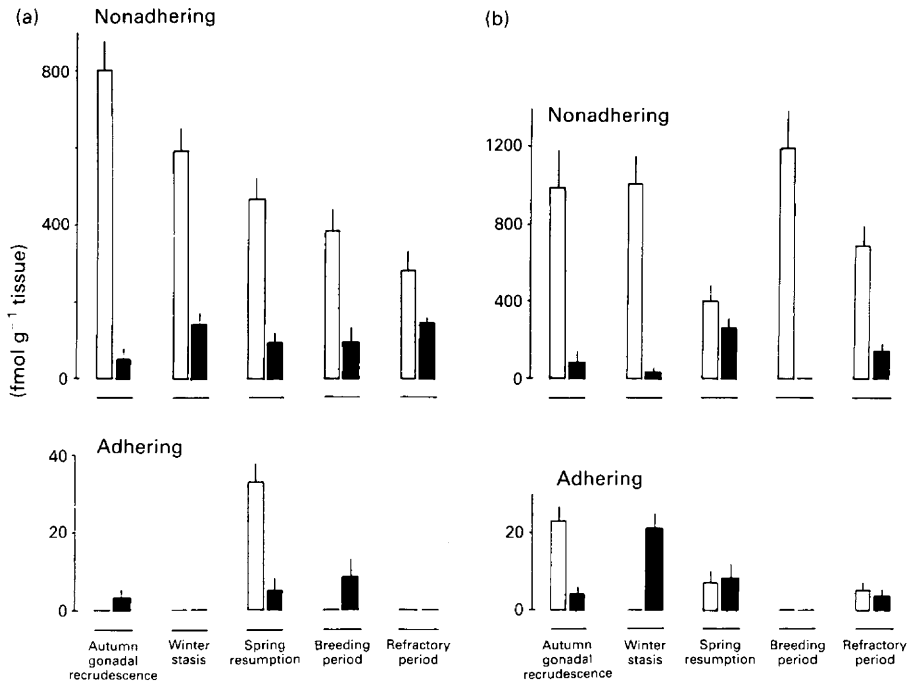 (a)
Nonadhering
800
400
0
(fmol g⁻¹ tissue)
Adhering
40
20
0
Autumn gonadal recrudescence
Winter stasis
Spring resumption
Breeding period
Refractory period
(b)
Nonadhering
1200
800
400
0
Adhering
20
0
Autumn gonadal recrudescence
Winter stasis
Spring resumption
Breeding period
Refractory period